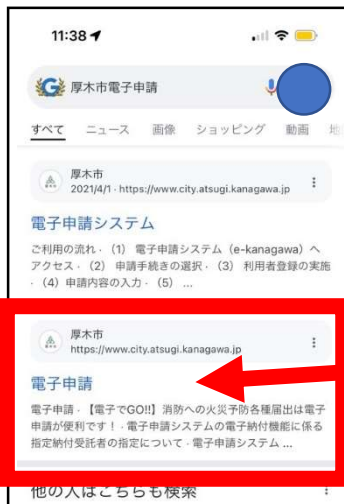 11:38
厚木市電子申請
すべて ニュース 画像 ショッピング 動画 地
厚木市
2021/4/1 · https://www.city.atsugi.kanagawa.jp
電子申請システム
ご利用の流れ · （1） 電子申請システム（e-kanagawa）へ
アクセス ·（2） 申請手続きの選択 ·（3） 利用者登録の実施
·（4）申請内容の入力 ·（5） ...
厚木市
https://www.city.atsugi.kanagawa.jp
電子申請
電子申請 · 【電子でGO!!】消防への火災予防各種届出は電子
申請が便利です！ · 電子申請システムの電子納付機能に係る
指定納付受託者の指定について · 電子申請システム ...
他の人はこちらも検索